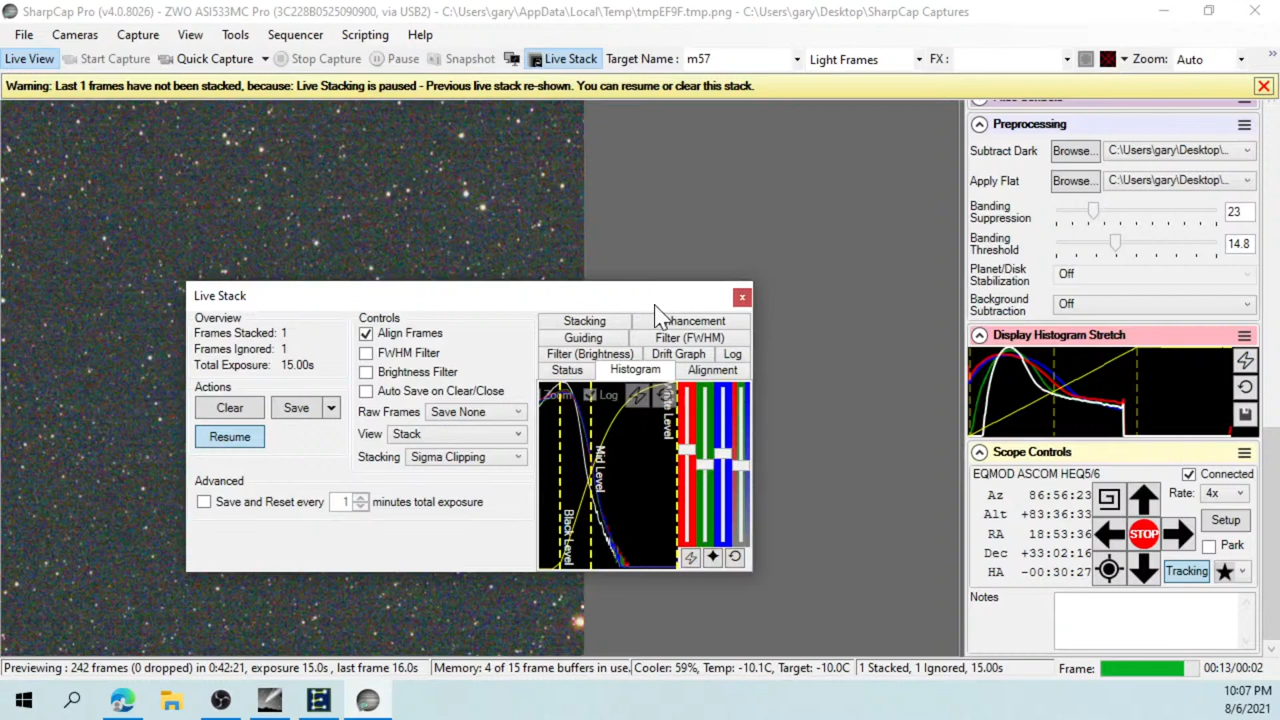 SharpCap Pro (v4.0.8026) - ZWO ASI533MC Pro (3C228B0525090900, via USB2) - C:\Users\gary\AppData\Local\Temp\tmpEF9F.tmp.png - C:\Users\gary\Desktop\SharpCap Captures
File Cameras Capture View Tools Sequencer Scripting Help
Live View Start Capture Quick Capture Stop Capture Pause Snapshot Live Stack Target Name : m57 Light Frames FX : Zoom: Auto
Warning: Last 1 frames have not been stacked, because: Live Stacking is paused - Previous live stack re-shown. You can resume or clear this stack.
Preprocessing
Subtract Dark Browse... C:\Users\gary\Desktop\...
Apply Flat Browse... C:\Users\gary\Desktop\...
Banding Suppression 23
Banding Threshold 14.8
Planet/Disk Stabilization Off
Background Subtraction Off
Display Histogram Stretch
Scope Controls
EQMOD ASCOM HEQ5/6 Connected
Az 86:56:23 Rate: 4x
Alt +83:36:33
RA 18:53:36 STOP Setup
Dec +33:02:16 Park
HA -00:30:27 Tracking
Notes
Live Stack
Overview
Frames Stacked: 1
Frames Ignored: 1
Total Exposure: 15.00s
Actions
Clear Save
Resume
Advanced
Save and Reset every 1 minutes total exposure
Controls
Align Frames
FWHM Filter
Brightness Filter
Auto Save on Clear/Close
Raw Frames Save None
View Stack
Stacking Sigma Clipping
Stacking
Guiding Filter (FWHM)
Filter (Brightness) Drift Graph Log
Status Histogram Alignment
Zoom Log
Black Level
Mid Level
Level
Previewing : 242 frames (0 dropped) in 0:42:21, exposure 15.0s , last frame 16.0s Memory: 4 of 15 frame buffers in use. Cooler: 59%, Temp: -10.1C, Target: -10.0C 1 Stacked, 1 Ignored, 15.00s Frame: 00:13/00:02
10:07 PM
8/6/2021